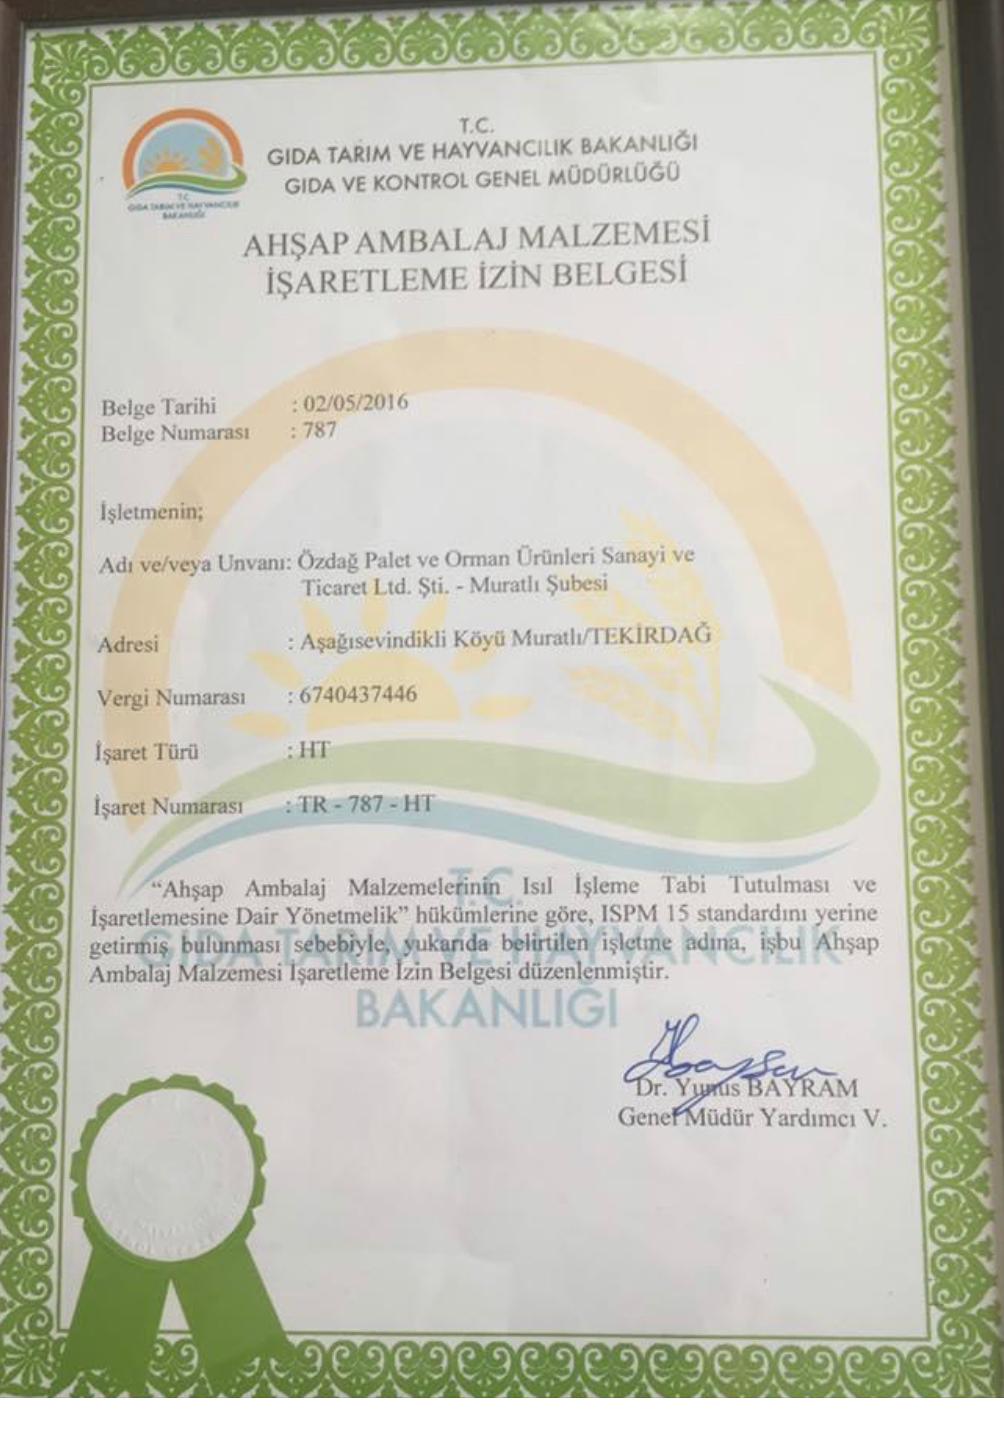 T.C.
GIDA TARIM VE HAYVANCILIK BAKANLIĞI
GIDA VE KONTROL GENEL MÜDÜRLÜĞÜ
T.C.
GIDA TARIM VE HAYVANCILIK
BAKANLIĞI
AHŞAP AMBALAJ MALZEMESİ
İŞARETLEME İZİN BELGESİ
Belge Tarihi : 02/05/2016
Belge Numarası : 787
İşletmenin;
Adı ve/veya Unvanı: Özdağ Palet ve Orman Ürünleri Sanayi ve
Ticaret Ltd. Şti. - Muratlı Şubesi
Adresi : Aşağısevindikli Köyü Muratlı/TEKİRDAĞ
Vergi Numarası : 6740437446
İşaret Türü : HT
İşaret Numarası : TR - 787 - HT
“Ahşap Ambalaj Malzemelerinin Isıl İşleme Tabi Tutulması ve
İşaretlemesine Dair Yönetmelik” hükümlerine göre, ISPM 15 standardını yerine
getirmiş bulunması sebebiyle, yukarıda belirtilen işletme adına, işbu Ahşap
Ambalaj Malzemesi İşaretleme İzin Belgesi düzenlenmiştir.
T.C.
GIDA TARIM VE HAYVANCILIK
BAKANLIĞI
Dr. Yunus BAYRAM
Genel Müdür Yardımcı V.